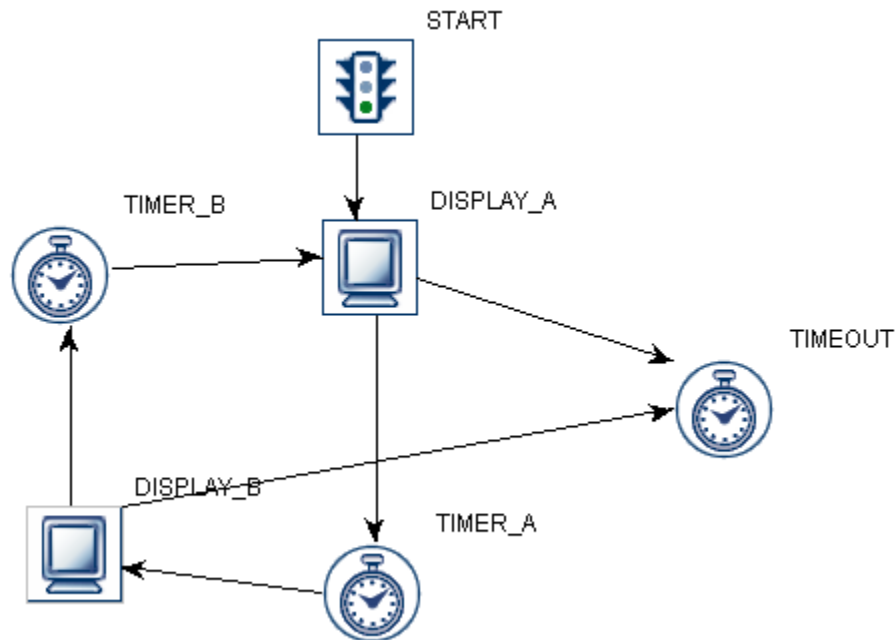 START
TIMER_B
DISPLAY_A
TIMEOUT
DISPLAY_B
TIMER_A